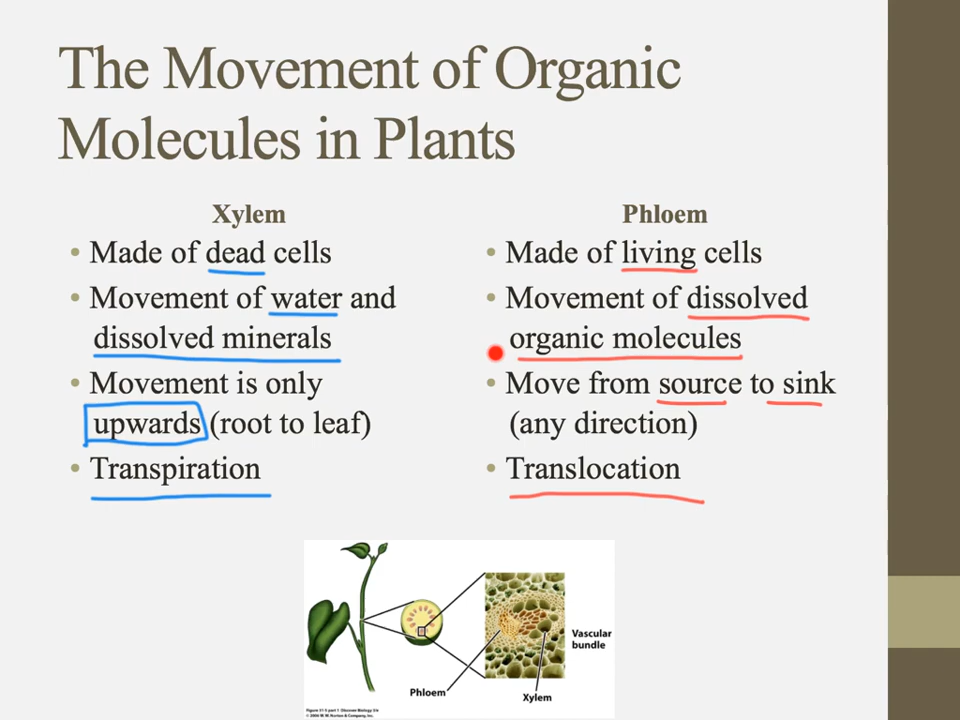 The Movement of Organic
Molecules in Plants
Xylem
• Made of dead cells
• Movement of water and
dissolved minerals
• Movement is only
upwards (root to leaf)
• Transpiration
Phloem
• Made of living cells
• Movement of dissolved
organic molecules
• Move from source to sink
(any direction)
• Translocation
Vascular
bundle
Phloem
Xylem